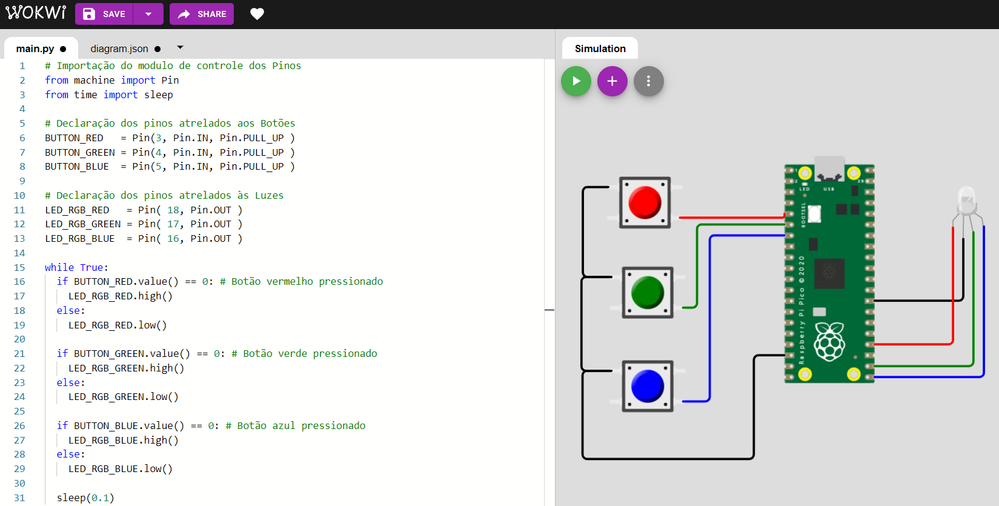 WOKWI
SAVE
SHARE
main.py ●
diagram.json ●
Simulation
1 # Importação do modulo de controle dos Pinos
2 from machine import Pin
3 from time import sleep
4
5 # Declaração dos pinos atrelados aos Botões
6 BUTTON_RED   = Pin(3, Pin.IN, Pin.PULL_UP )
7 BUTTON_GREEN = Pin(4, Pin.IN, Pin.PULL_UP )
8 BUTTON_BLUE  = Pin(5, Pin.IN, Pin.PULL_UP )
9
10 # Declaração dos pinos atrelados às Luzes
11 LED_RGB_RED   = Pin( 18, Pin.OUT )
12 LED_RGB_GREEN = Pin( 17, Pin.OUT )
13 LED_RGB_BLUE  = Pin( 16, Pin.OUT )
14
15 while True:
16   if BUTTON_RED.value() == 0: # Botão vermelho pressionado
17     LED_RGB_RED.high()
18   else:
19     LED_RGB_RED.low()
20
21   if BUTTON_GREEN.value() == 0: # Botão verde pressionado
22     LED_RGB_GREEN.high()
23   else:
24     LED_RGB_GREEN.low()
25
26   if BUTTON_BLUE.value() == 0: # Botão azul pressionado
27     LED_RGB_BLUE.high()
28   else:
29     LED_RGB_BLUE.low()
30
31   sleep(0.1)
1
2
39
LED
USB
BOOTSEL
Raspberry Pi Pico © 2020